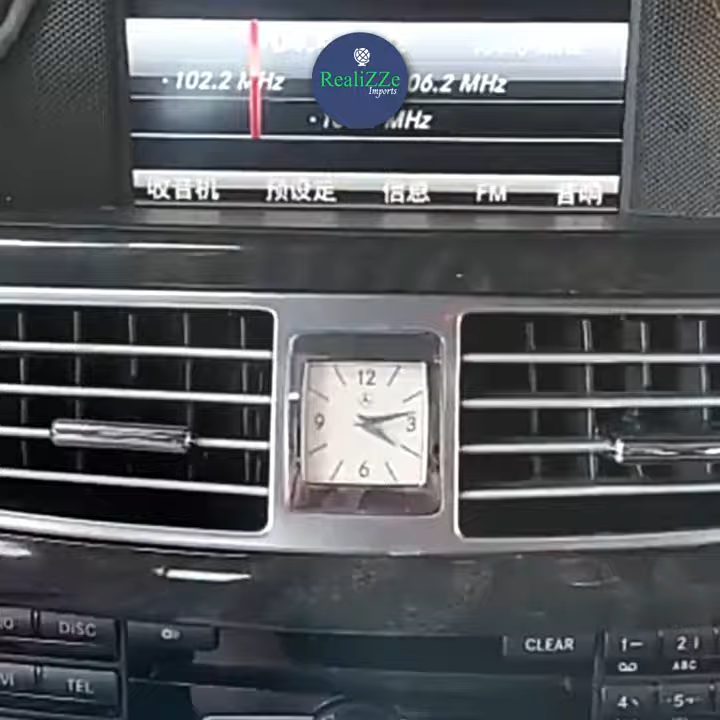 RealiZZe
Imports
102.2 MHz
06.2 MHz
MHz
收音机 预设定 信息 FM 音响
12
9 3
6
DISC
CLEAR 1 2
ABC
TEL
4 5